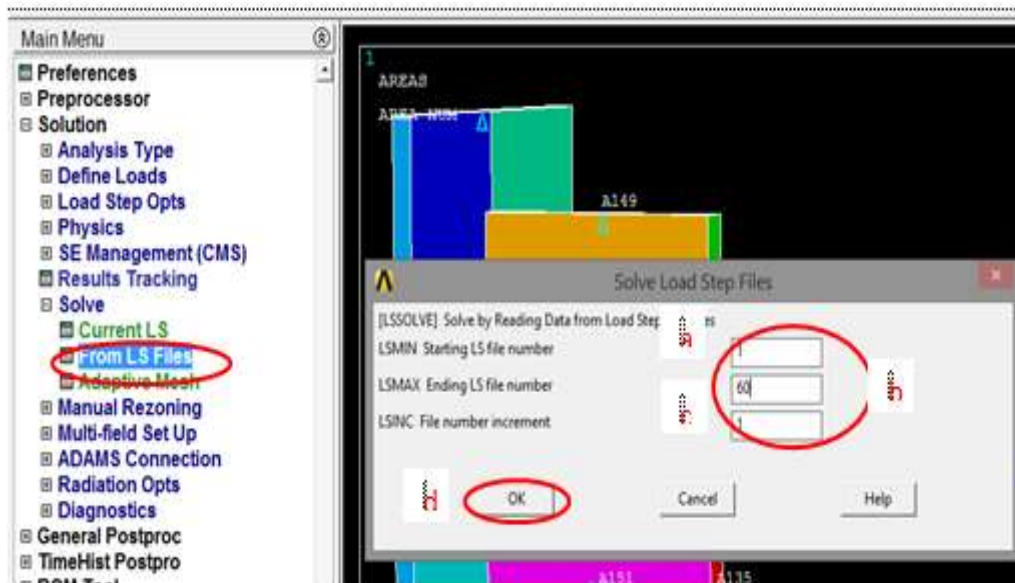 Main Menu
Preferences
Preprocessor
Solution
Analysis Type
Define Loads
Load Step Opts
Physics
SE Management (CMS)
Results Tracking
Solve
Current LS
From LS Files
Adaptive Mesh
Manual Rezoning
Multi-field Set Up
ADAMS Connection
Radiation Opts
Diagnostics
General Postproc
TimeHist Postpro
1
AREAS
AREA NUM
A149
Solve Load Step Files
[LSSOLVE] Solve by Reading Data from Load Step
LSMIN Starting LS file number
1
LSMAX Ending LS file number
60
b
LSINC File number increment
1
OK
Cancel
Help
A151
A135